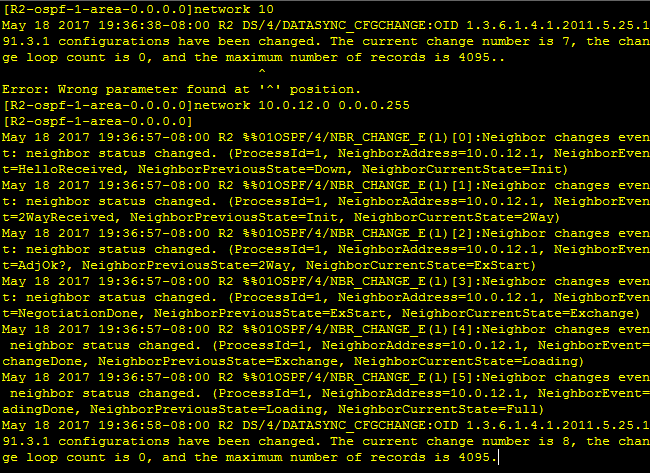 [R2-ospf-1-area-0.0.0.0]network 10
May 18 2017 19:36:38-08:00 R2 DS/4/DATASYNC_CFGCHANGE:OID 1.3.6.1.4.1.2011.5.25.1
91.3.1 configurations have been changed. The current change number is 7, the chan
ge loop count is 0, and the maximum number of records is 4095..
^
Error: Wrong parameter found at '^' position.
[R2-ospf-1-area-0.0.0.0]network 10.0.12.0 0.0.0.255
[R2-ospf-1-area-0.0.0.0]
May 18 2017 19:36:57-08:00 R2 %%01OSPF/4/NBR_CHANGE_E(l)[0]:Neighbor changes even
t: neighbor status changed. (ProcessId=1, NeighborAddress=10.0.12.1, NeighborEven
t=HelloReceived, NeighborPreviousState=Down, NeighborCurrentState=Init)
May 18 2017 19:36:57-08:00 R2 %%01OSPF/4/NBR_CHANGE_E(l)[1]:Neighbor changes even
t: neighbor status changed. (ProcessId=1, NeighborAddress=10.0.12.1, NeighborEven
t=2WayReceived, NeighborPreviousState=Init, NeighborCurrentState=2Way)
May 18 2017 19:36:57-08:00 R2 %%01OSPF/4/NBR_CHANGE_E(l)[2]:Neighbor changes even
t: neighbor status changed. (ProcessId=1, NeighborAddress=10.0.12.1, NeighborEven
t=AdjOk?, NeighborPreviousState=2Way, NeighborCurrentState=ExStart)
May 18 2017 19:36:57-08:00 R2 %%01OSPF/4/NBR_CHANGE_E(l)[3]:Neighbor changes even
t: neighbor status changed. (ProcessId=1, NeighborAddress=10.0.12.1, NeighborEven
t=NegotiationDone, NeighborPreviousState=ExStart, NeighborCurrentState=Exchange)
May 18 2017 19:36:57-08:00 R2 %%01OSPF/4/NBR_CHANGE_E(l)[4]:Neighbor changes even
neighbor status changed. (ProcessId=1, NeighborAddress=10.0.12.1, NeighborEvent=
changeDone, NeighborPreviousState=Exchange, NeighborCurrentState=Loading)
May 18 2017 19:36:57-08:00 R2 %%01OSPF/4/NBR_CHANGE_E(l)[5]:Neighbor changes even
neighbor status changed. (ProcessId=1, NeighborAddress=10.0.12.1, NeighborEvent=
adingDone, NeighborPreviousState=Loading, NeighborCurrentState=Full)
May 18 2017 19:36:58-08:00 R2 DS/4/DATASYNC_CFGCHANGE:OID 1.3.6.1.4.1.2011.5.25.1
91.3.1 configurations have been changed. The current change number is 8, the chan
ge loop count is 0, and the maximum number of records is 4095.